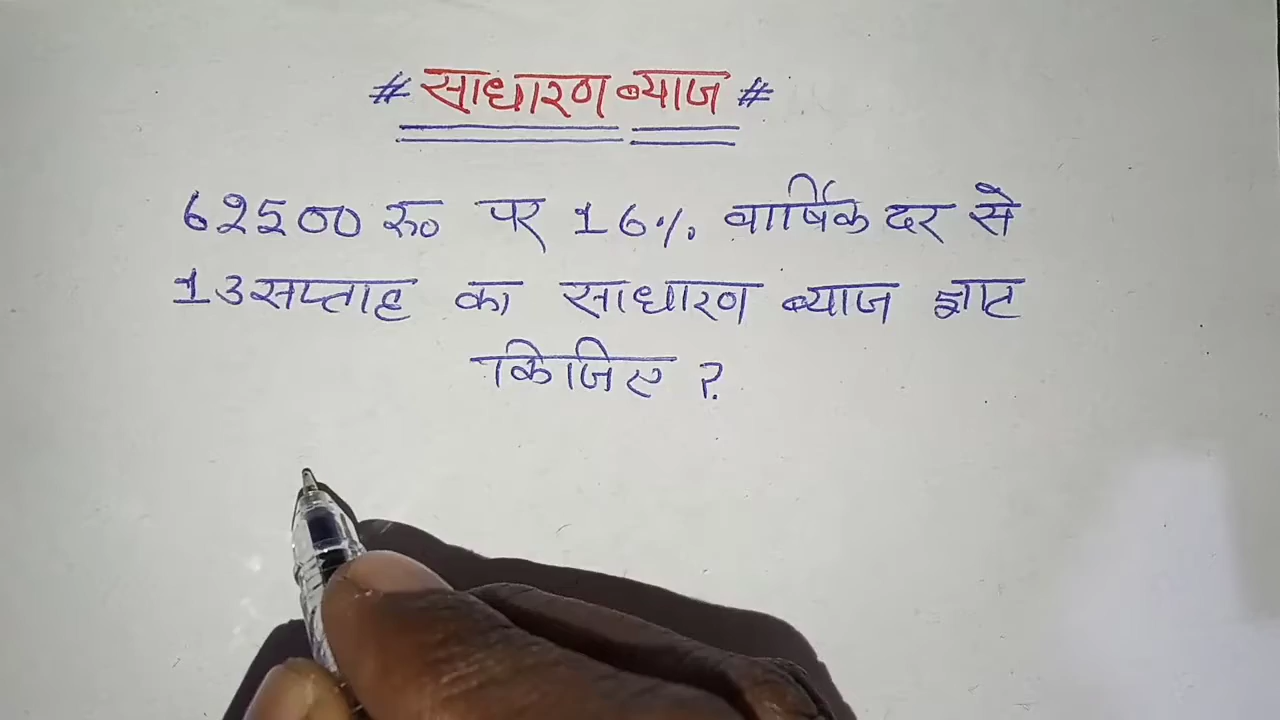 # साधारण ब्याज #
62500 रु० पर 16% वार्षिक दर से
13 सप्ताह का साधारण ब्याज ज्ञात
किजिए ?